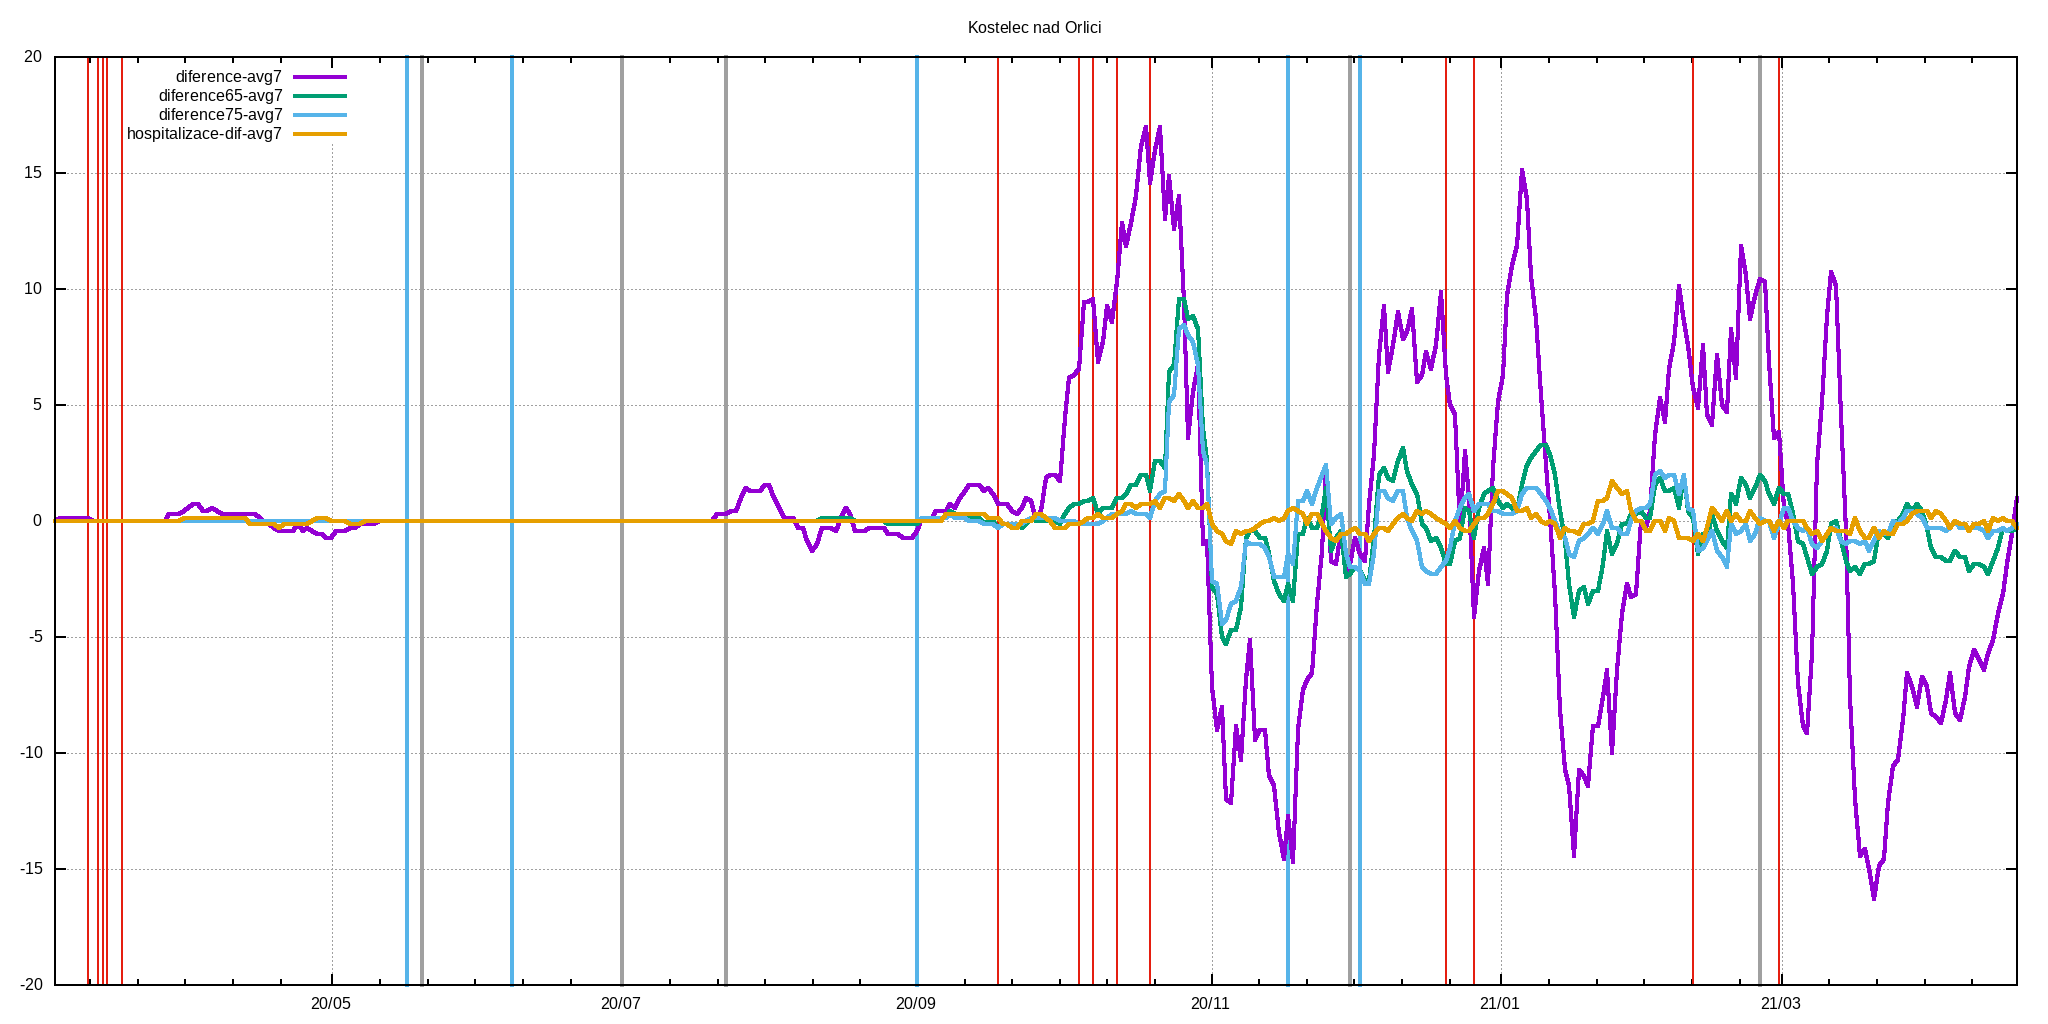 Kostelec nad Orlici
20
diference-avg7
diference65-avg7
diference75-avg7
hospitalizace-dif-avg7
15
10
5
0
-5
-10
-15
-20
20/05 20/07 20/09 20/11 21/01 21/03